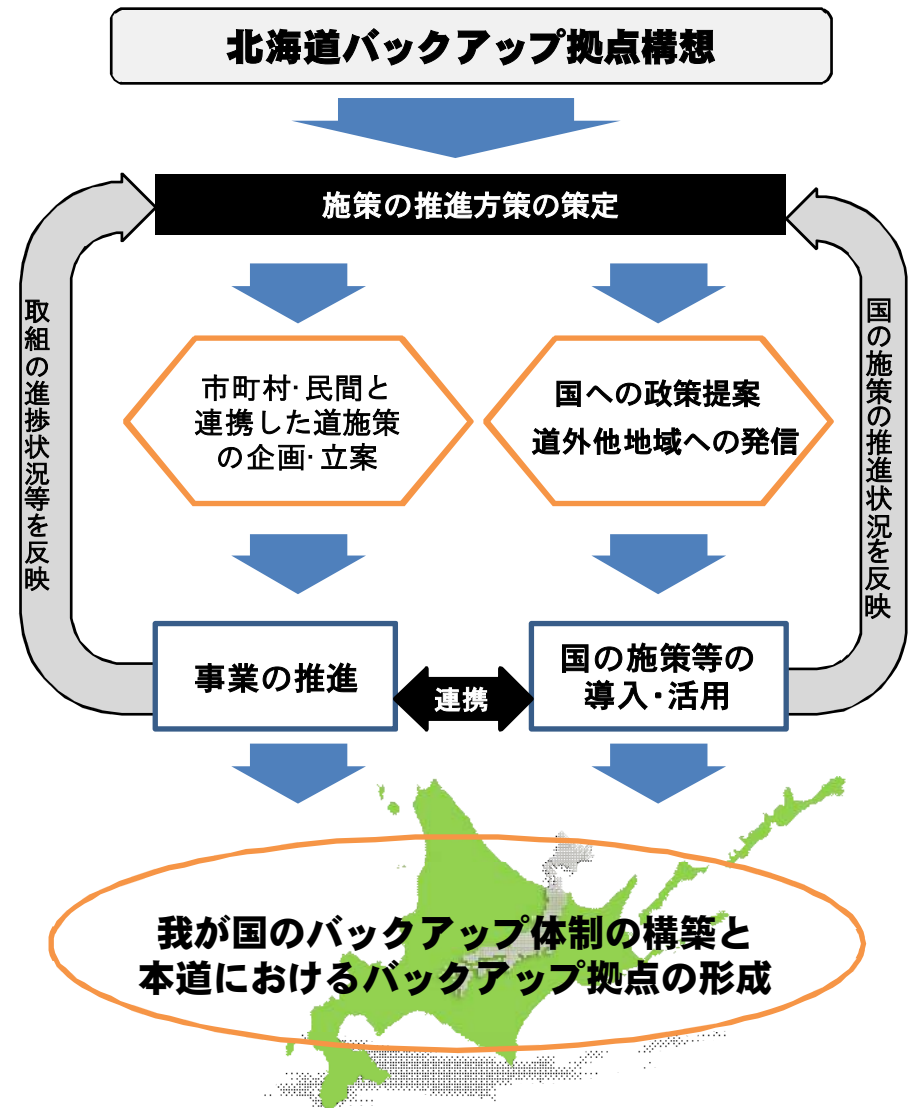 北海道バックアップ拠点構想
施策の推進方策の策定
取組の進捗状況等を反映
国の施策の推進状況を反映
市町村・民間と
連携した道施策
の企画・立案
国への政策提案
道外他地域への発信
事業の推進
連携
国の施策等の
導入・活用
我が国のバックアップ体制の構築と
本道におけるバックアップ拠点の形成